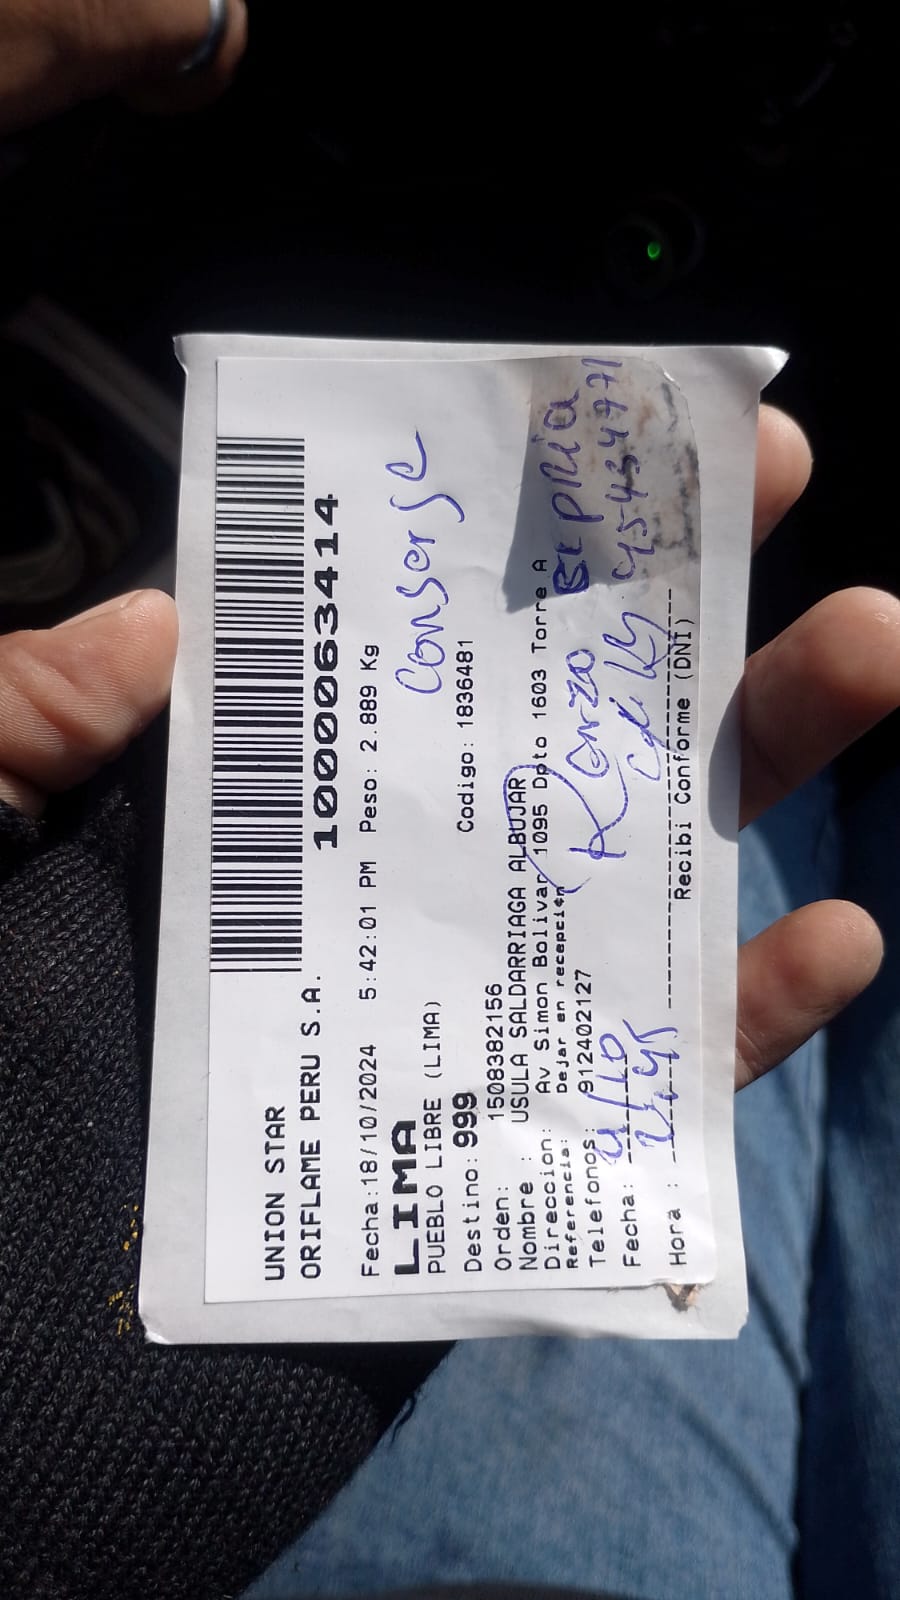 UNION STAR
ORIFLAME PERU S.A.
1000063414
Fecha:18/10/2024 5:42:01 PM Peso: 2.889 Kg
LIMA
Conserje
PUEBLO LIBRE (LIMA)
Destino: 999 Codigo: 1836481
Orden: 1508382156
Nombre : USULA SALDARRIAGA ALBUJAR
Direccion: Av Simon Bolivar 1095 Dpto 1603 Torre A
Referencia: Dejar en recepción
Telefonos: 912402127
Fecha:
Hora :
Recibi Conforme (DNI)